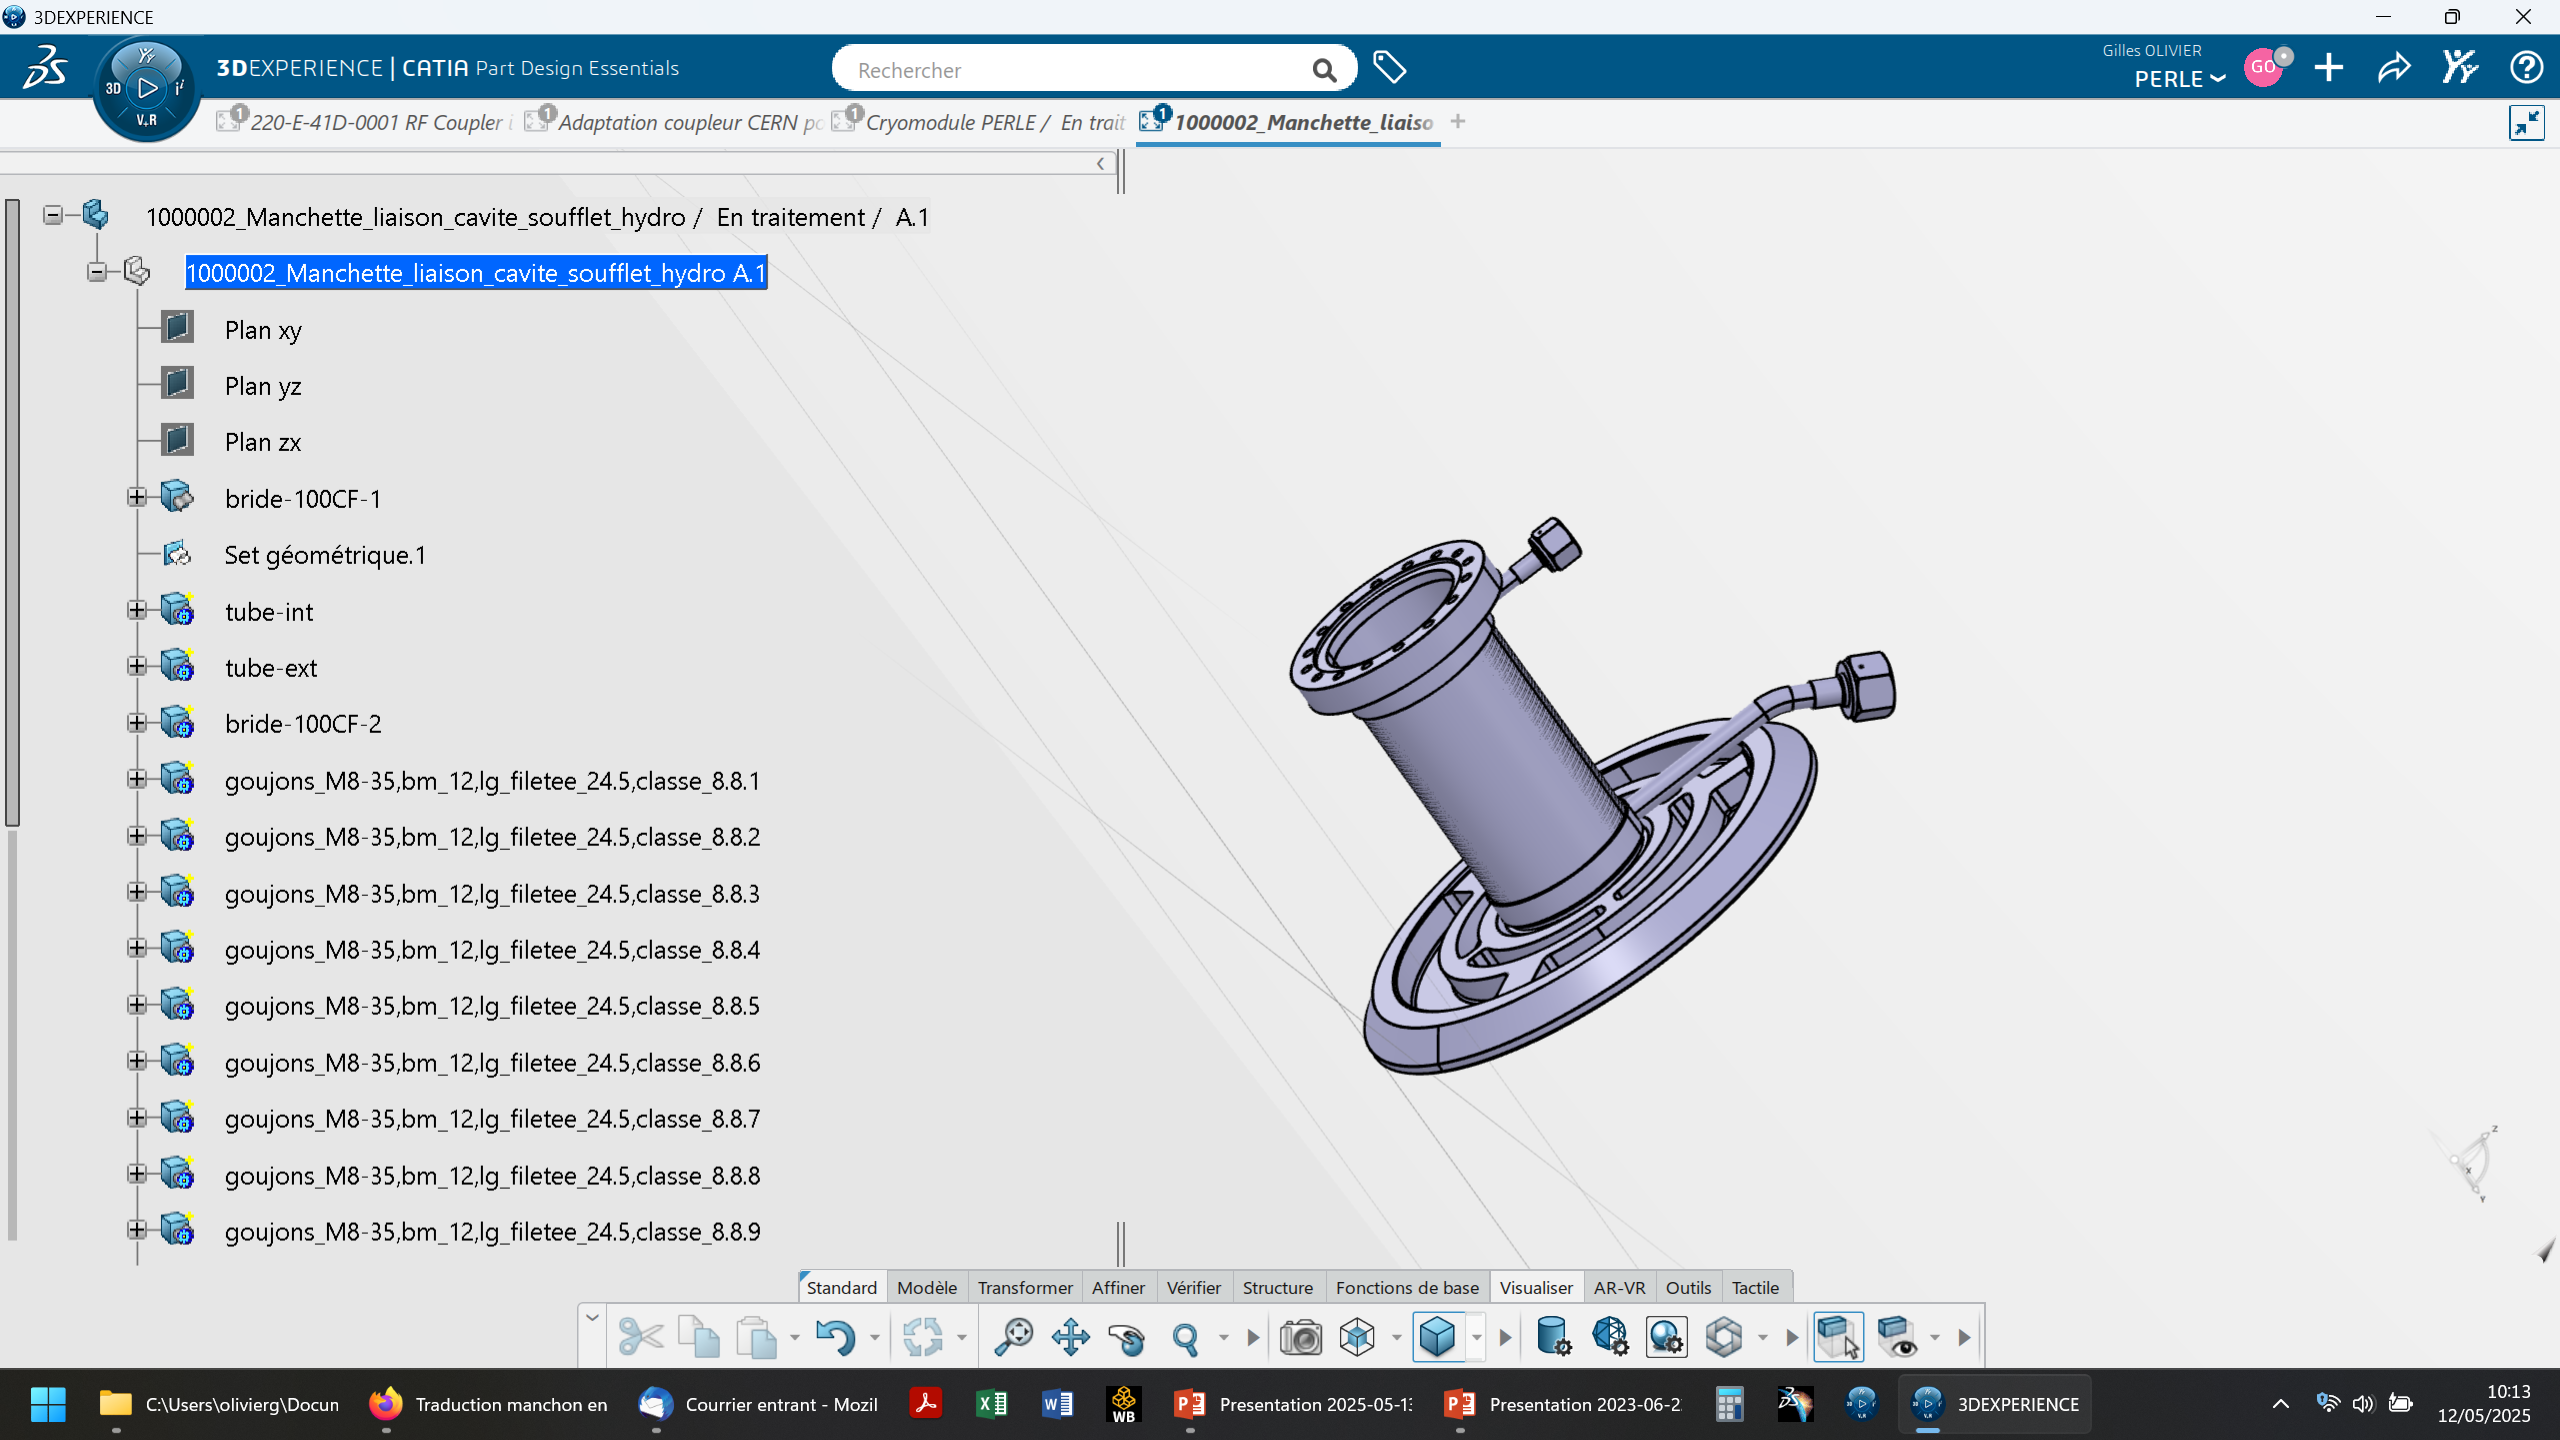 3DEXPERIENCE
3DEXPERIENCE | CATIA Part Design Essentials
Rechercher
Gilles OLIVIER
PERLE
GO
3D
V.R
1 220-E-41D-0001 RF Coupler
1 Adaptation coupleur CERN po
1 Cryomodule PERLE / En trait
1 1000002_Manchette_liaiso
1000002_Manchette_liaison_cavite_soufflet_hydro / En traitement / A.1
1000002_Manchette_liaison_cavite_soufflet_hydro A.1
Plan xy
Plan yz
Plan zx
bride-100CF-1
Set géométrique.1
tube-int
tube-ext
bride-100CF-2
goujons_M8-35,bm_12,lg_filetee_24.5,classe_8.8.1
goujons_M8-35,bm_12,lg_filetee_24.5,classe_8.8.2
goujons_M8-35,bm_12,lg_filetee_24.5,classe_8.8.3
goujons_M8-35,bm_12,lg_filetee_24.5,classe_8.8.4
goujons_M8-35,bm_12,lg_filetee_24.5,classe_8.8.5
goujons_M8-35,bm_12,lg_filetee_24.5,classe_8.8.6
goujons_M8-35,bm_12,lg_filetee_24.5,classe_8.8.7
goujons_M8-35,bm_12,lg_filetee_24.5,classe_8.8.8
goujons_M8-35,bm_12,lg_filetee_24.5,classe_8.8.9
z
x
y
Standard Modèle Transformer Affiner Vérifier Structure Fonctions de base Visualiser AR-VR Outils Tactile
C:\Users\olivierg\Docun
Traduction manchon en
Courrier entrant - Mozil
WB
Presentation 2025-05-1
Presentation 2023-06-2
3DEXPERIENCE
10:13
12/05/2025